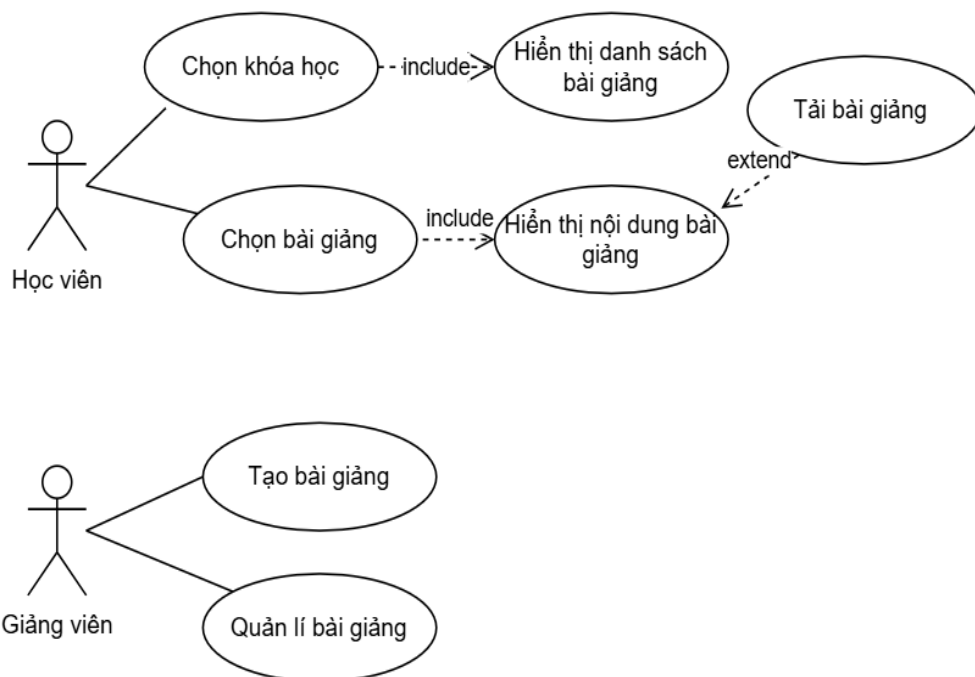 Chọn khóa học
include
Hiển thị danh sách
bài giảng
Tải bài giảng
extend
Học viên
Chọn bài giảng
include
Hiển thị nội dung bài
giảng
Tạo bài giảng
Giảng viên
Quản lí bài giảng